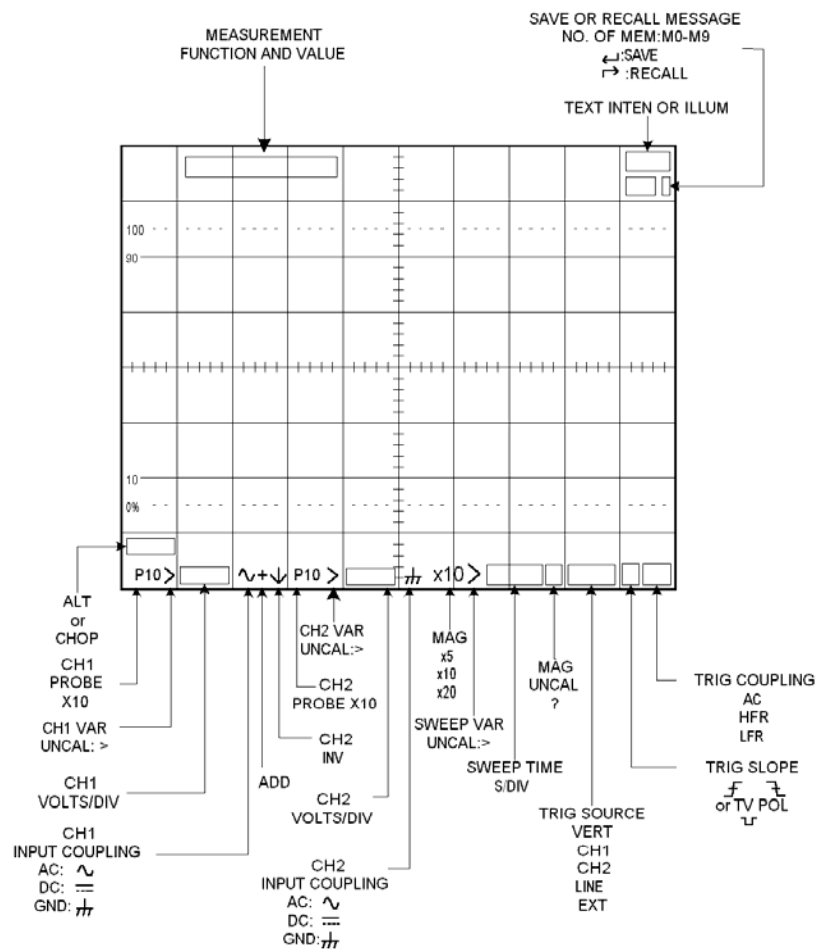 MEASUREMENT
FUNCTION AND VALUE
SAVE OR RECALL MESSAGE
NO. OF MEM:M0-M9
:SAVE
:RECALL
TEXT INTEN OR ILLUM
100
90
10
0%
P10 > + P10 > x10 >
ALT
or
CHOP
CH1
PROBE
X10
CH1 VAR
UNCAL: >
CH1
VOLTS/DIV
CH1
INPUT COUPLING
AC:
DC:
GND:
ADD
CH2 VAR
UNCAL:>
CH2
PROBE X10
CH2
INV
CH2
VOLTS/DIV
CH2
INPUT COUPLING
AC:
DC:
GND:
MAG
x5
x10
x20
SWEEP VAR
UNCAL:>
SWEEP TIME
S/DIV
MAG
UNCAL
?
TRIG SOURCE
VERT
CH1
CH2
LINE
EXT
TRIG COUPLING
AC
HFR
LFR
TRIG SLOPE
or TV POL